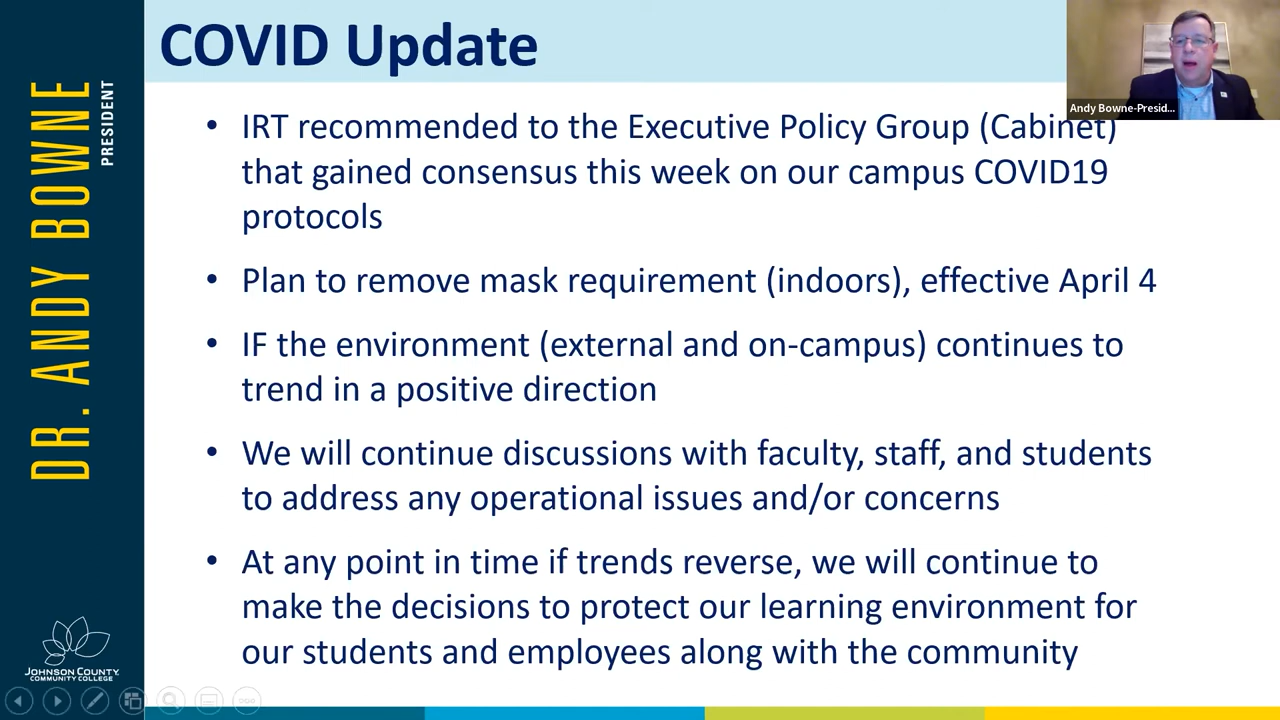 COVID Update
Andy Bowne-Presid...
• IRT recommended to the Executive Policy Group (Cabinet)
that gained consensus this week on our campus COVID19
protocols
• Plan to remove mask requirement (indoors), effective April 4
• IF the environment (external and on-campus) continues to
trend in a positive direction
• We will continue discussions with faculty, staff, and students
to address any operational issues and/or concerns
• At any point in time if trends reverse, we will continue to
make the decisions to protect our learning environment for
our students and employees along with the community
DR. ANDY BOWNE
PRESIDENT
JOHNSON COUNTY
COMMUNITY COLLEGE